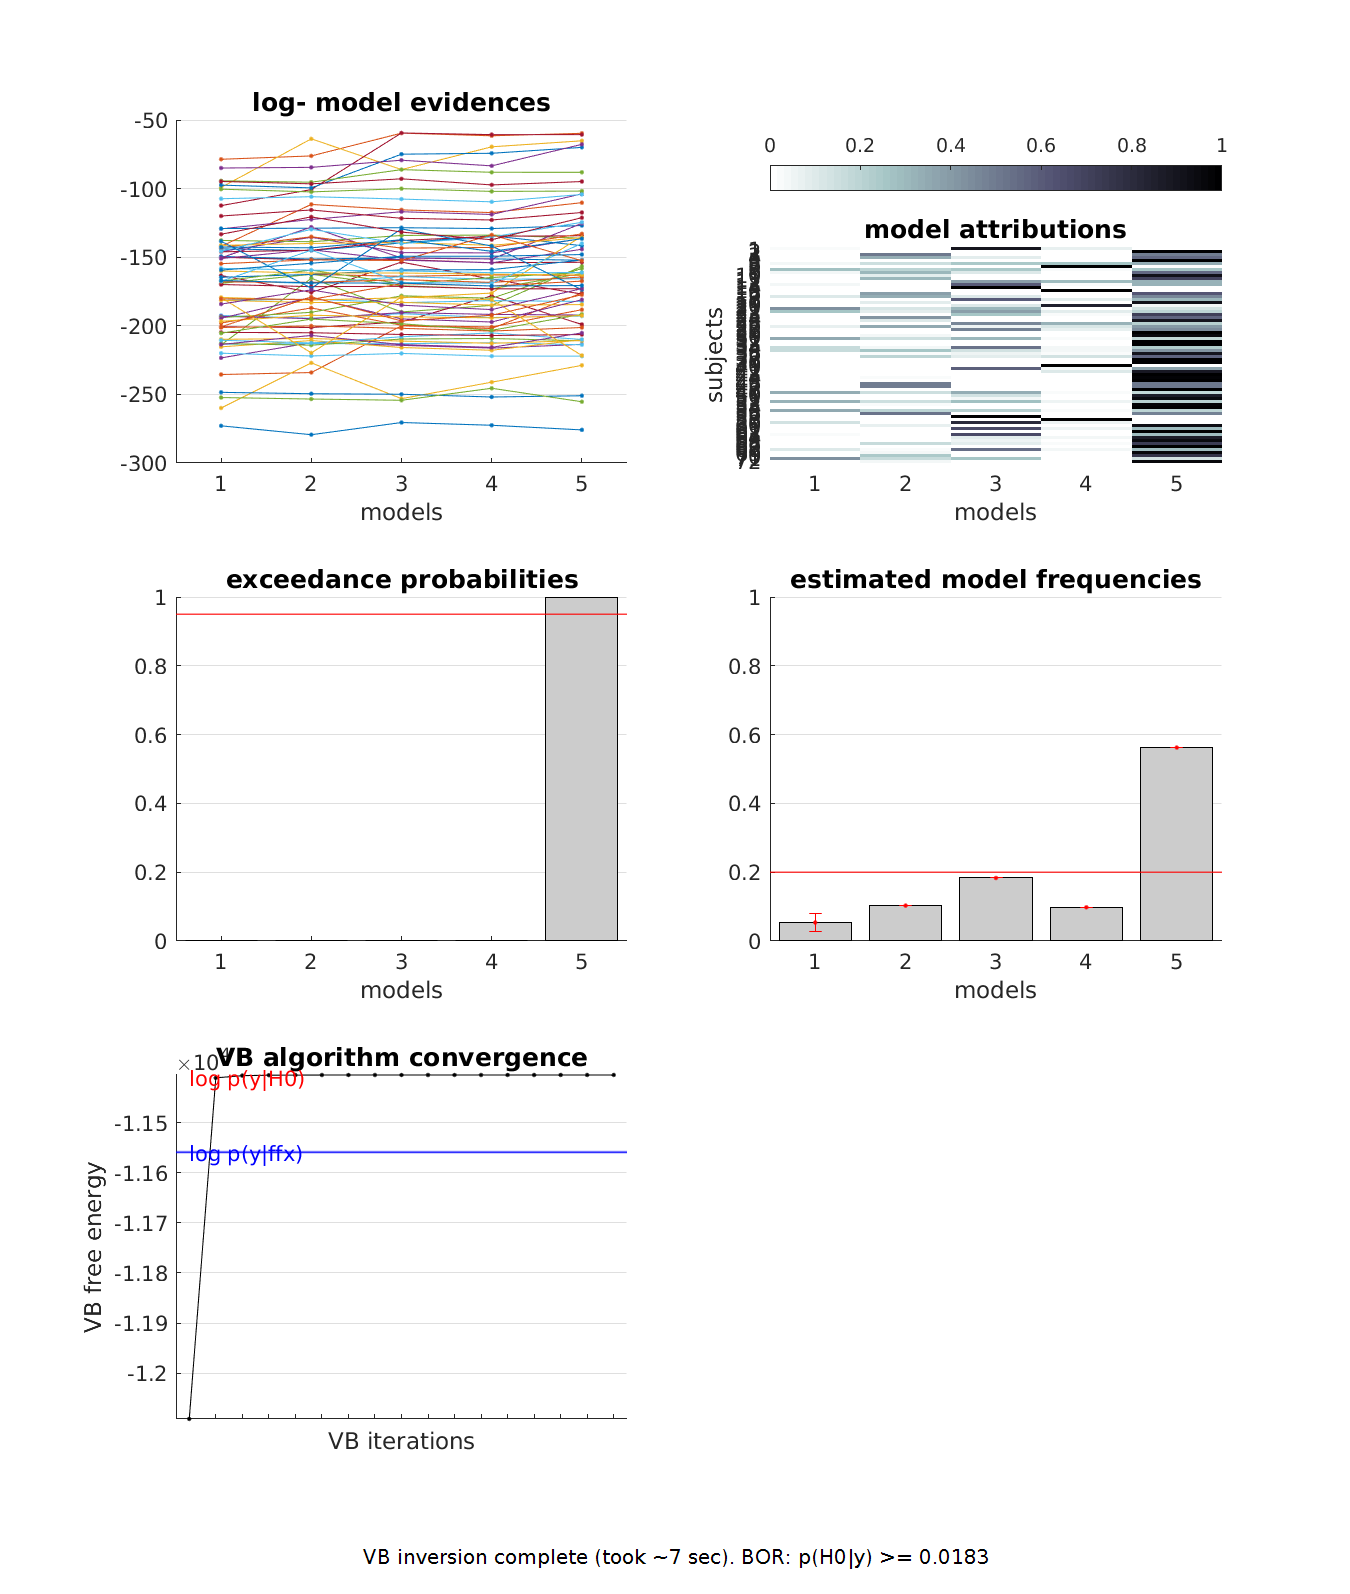 log- model evidences
-50
-100
-150
-200
-250
-300
1 2 3 4 5
models
0 0.2 0.4 0.6 0.8 1
model attributions
subjects
72
1 2 3 4 5
models
exceedance probabilities
1
0.8
0.6
0.4
0.2
0
1 2 3 4 5
models
estimated model frequencies
1
0.8
0.6
0.4
0.2
0
1 2 3 4 5
models
VB algorithm convergence
×10
log p(y|H0)
log p(y|ffx)
-1.15
-1.16
-1.17
-1.18
-1.19
-1.2
VB free energy
VB iterations
VB inversion complete (took ~7 sec). BOR: p(H0|y) >= 0.0183